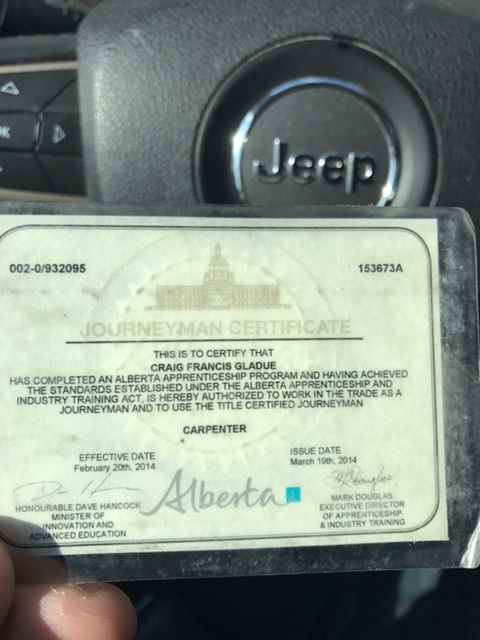 OK
Jeep
002-0/932095 153673A
JOURNEYMAN CERTIFICATE
THIS IS TO CERTIFY THAT
CRAIG FRANCIS GLADUE
HAS COMPLETED AN ALBERTA APPRENTICESHIP PROGRAM AND HAVING ACHIEVED
THE STANDARDS ESTABLISHED UNDER THE ALBERTA APPRENTICESHIP AND
INDUSTRY TRAINING ACT, IS HEREBY AUTHORIZED TO WORK IN THE TRADE AS A
JOURNEYMAN AND TO USE THE TITLE CERTIFIED JOURNEYMAN
CARPENTER
EFFECTIVE DATE
February 20th, 2014
ISSUE DATE
March 19th, 2014
Alberta
HONOURABLE DAVE HANCOCK
MINISTER OF
INNOVATION AND
ADVANCED EDUCATION
MARK DOUGLAS
EXECUTIVE DIRECTOR
OF APPRENTICESHIP
& INDUSTRY TRAINING